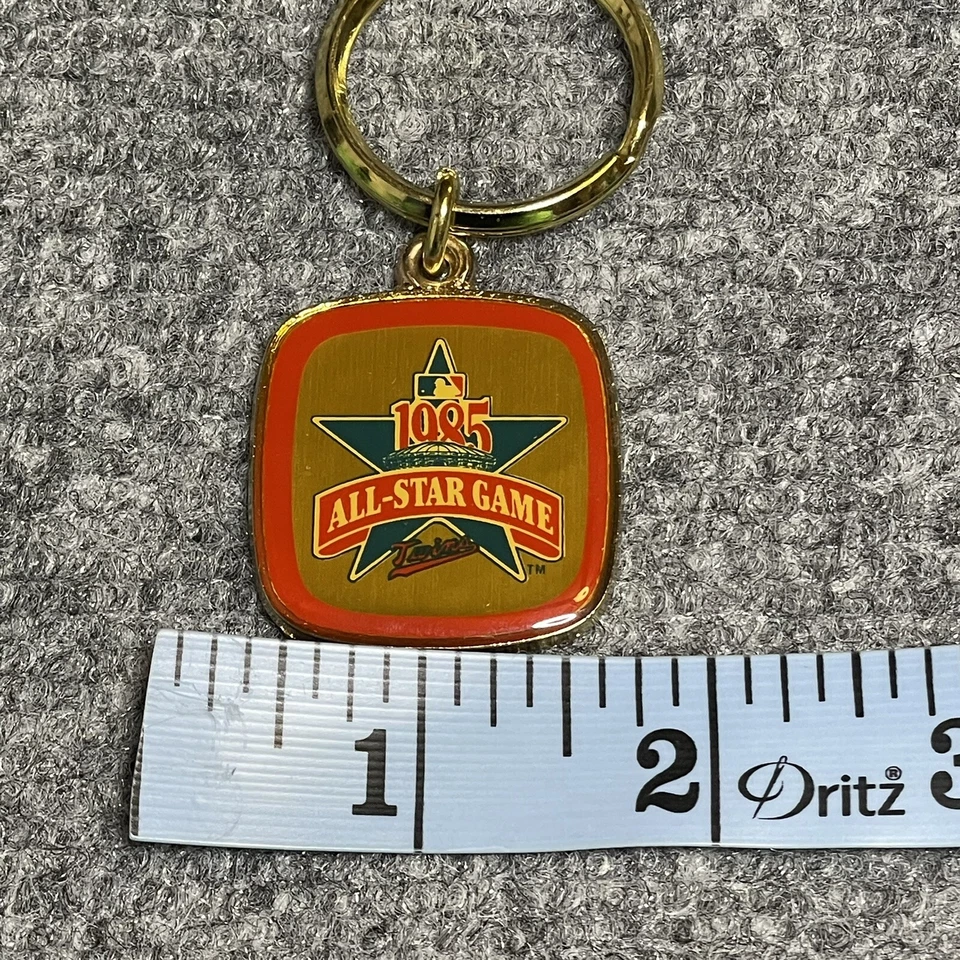 1985
ALL-STAR GAME
Twins
TM
1 2 3
Dritz®